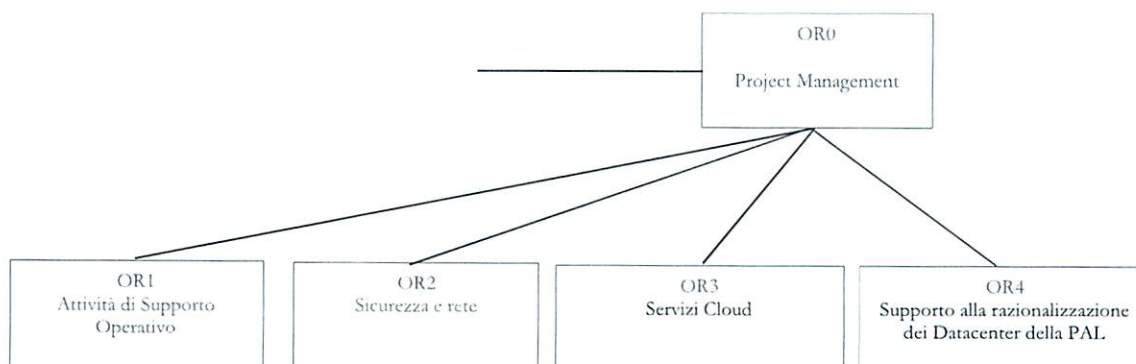 OR0
Project Management
OR1
Attività di Supporto
Operativo
OR2
Sicurezza e rete
OR3
Servizi Cloud
OR4
Supporto alla razionalizzazione
dei Datacenter della PAL